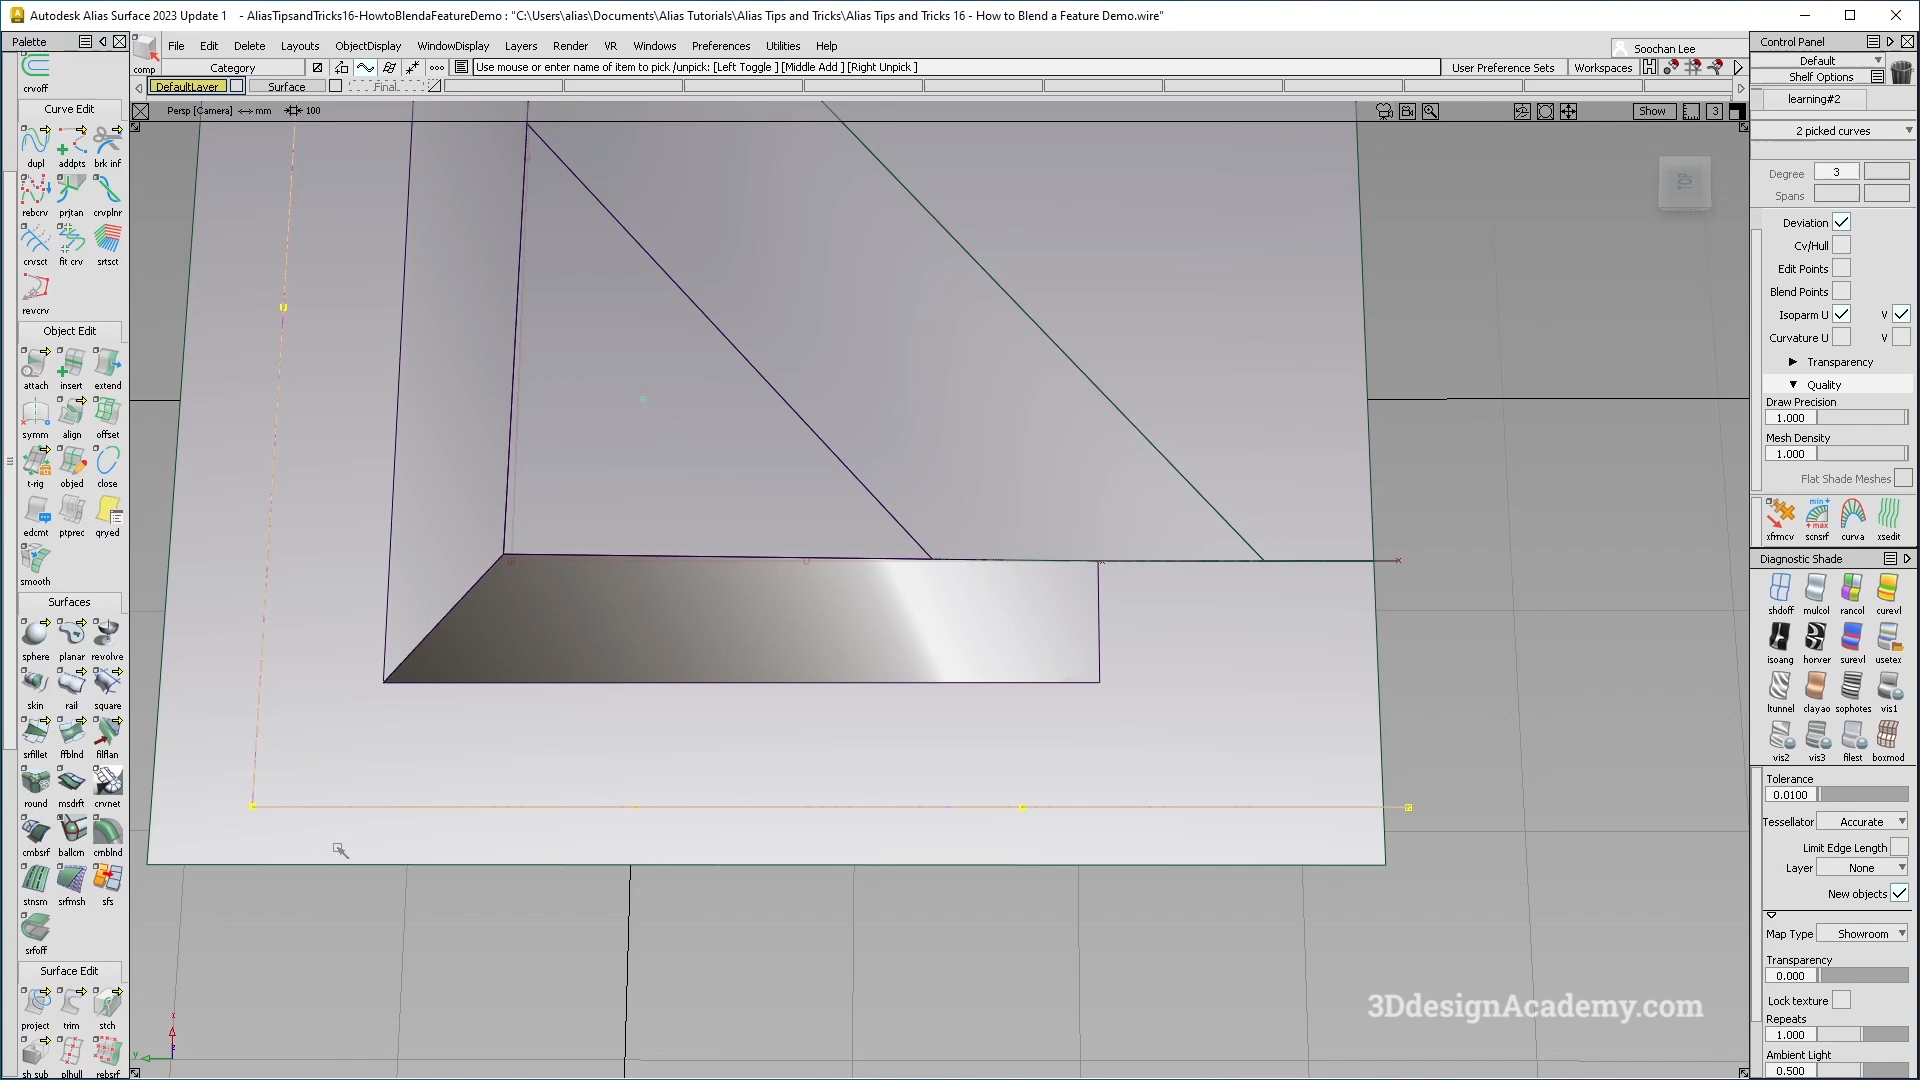 Autodesk Alias Surface 2023 Update 1 - AliasTipsandTricks16-HowtoBlendaFeatureDemo : "C:\Users\alias\Documents\Alias Tutorials\Alias Tips and Tricks\Alias Tips and Tricks 16 - How to Blend a Feature Demo.wire"
Palette
comp
File Edit Delete Layouts ObjectDisplay WindowDisplay Layers Render VR Windows Preferences Utilities Help
Soochan Lee
Category
Use mouse or enter name of item to pick /unpick: [Left Toggle ] [Middle Add ] [Right Unpick ]
User Preference Sets
Workspaces
DefaultLayer
Surface
Final
Persp [Camera] mm 100
Show
3
TOP
crvoff
Curve Edit
dupl addpts brk inf
rebcrv prjtan crvplnr
crvsct fit crv srtsct
revcrv
Object Edit
attach insert extend
symm align offset
t-rig objed close
edcmt ptprec qryed
smooth
Surfaces
sphere planar revolve
skin rail square
srfillet ffblnd filflan
round msdrft crvnet
cmbsrf ballcrn crnblnd
stnsm srfmsh sfs
srfoff
Surface Edit
project trim stch
sh sub plhull rebsrf
x
y
z
3DdesignAcademy.com
Control Panel
Default
Shelf Options
learning#2
2 picked curves
Degree 3
Spans
Deviation
Cv/Hull
Edit Points
Blend Points
Isoparm U V
Curvature U V
Transparency
Quality
Draw Precision
1.000
Mesh Density
1.000
Flat Shade Meshes
min
max
xfrmcv scnsrf curva xsedit
Diagnostic Shade
shdoff mulcol rancol curevl
isoang horver surevl usetex
ltunnel clayao sophotes vis1
vis2 vis3 filest boxmod
Tolerance
0.0100
Tessellator Accurate
Limit Edge Length
Layer None
New objects
Map Type Showroom
Transparency
0.000
Lock texture
Repeats
1.000
Ambient Light
0.500